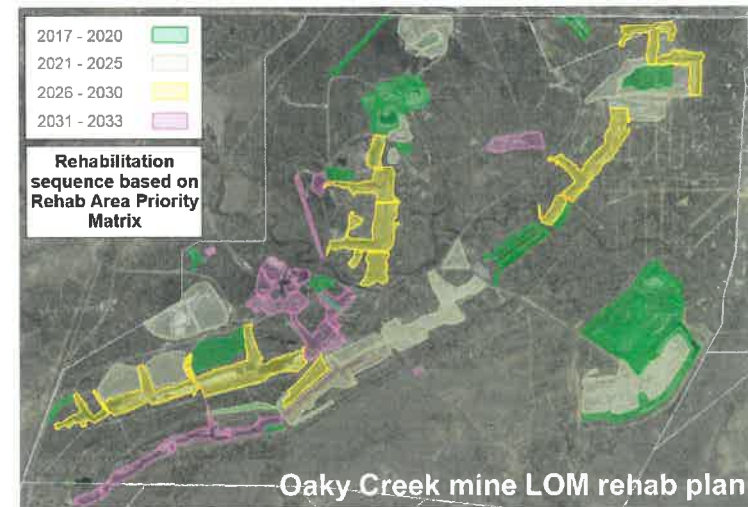 2017 - 2020
2021 - 2025
2026 - 2030
2031 - 2033
Rehabilitation
sequence based on
Rehab Area Priority
Matrix
Oaky Creek mine LOM rehab plan